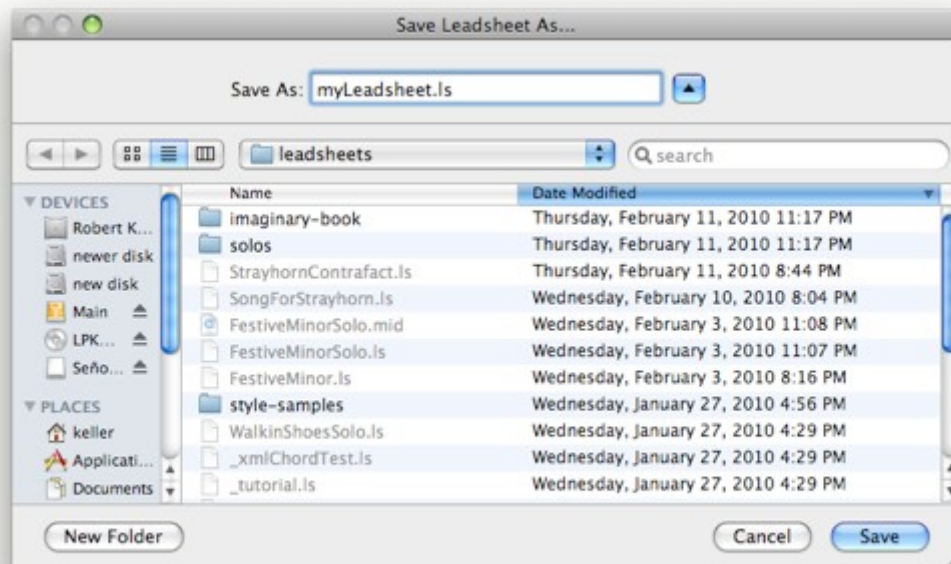 Save Leadsheet As...
Save As: myLeadsheet.ls
leadsheets search
Name Date Modified
DEVICES
Robert K...
newer disk
new disk
Main
LPK...
Seño...
PLACES
keller
Applicati...
Documents
imaginary-book Thursday, February 11, 2010 11:17 PM
solos Thursday, February 11, 2010 11:17 PM
StrayhornContrafact.ls Thursday, February 11, 2010 8:44 PM
SongForStrayhorn.ls Wednesday, February 10, 2010 8:04 PM
FestiveMinorSolo.mid Wednesday, February 3, 2010 11:08 PM
FestiveMinorSolo.ls Wednesday, February 3, 2010 11:07 PM
FestiveMinor.ls Wednesday, February 3, 2010 8:16 PM
style-samples Wednesday, January 27, 2010 4:56 PM
WalkinShoesSolo.ls Wednesday, January 27, 2010 4:29 PM
_xmlChordTest.ls Wednesday, January 27, 2010 4:29 PM
_tutorial.ls Wednesday, January 27, 2010 4:29 PM
New Folder Cancel Save